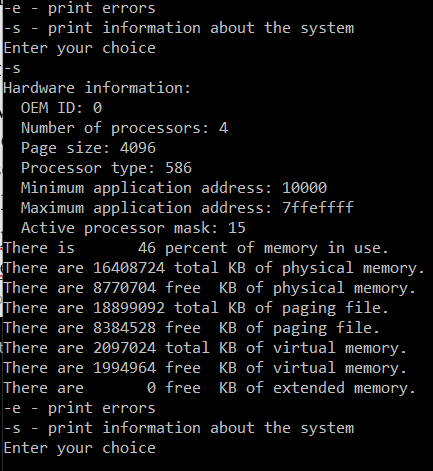 -e - print errors
-s - print information about the system
Enter your choice
-s
Hardware information:
  OEM ID: 0
  Number of processors: 4
  Page size: 4096
  Processor type: 586
  Minimum application address: 10000
  Maximum application address: 7ffeffff
  Active processor mask: 15
There is      46 percent of memory in use.
There are 16408724 total KB of physical memory.
There are 8770704 free  KB of physical memory.
There are 18899092 total KB of paging file.
There are 8384528 free  KB of paging file.
There are 2097024 total KB of virtual memory.
There are 1994964 free  KB of virtual memory.
There are       0 free  KB of extended memory.
-e - print errors
-s - print information about the system
Enter your choice